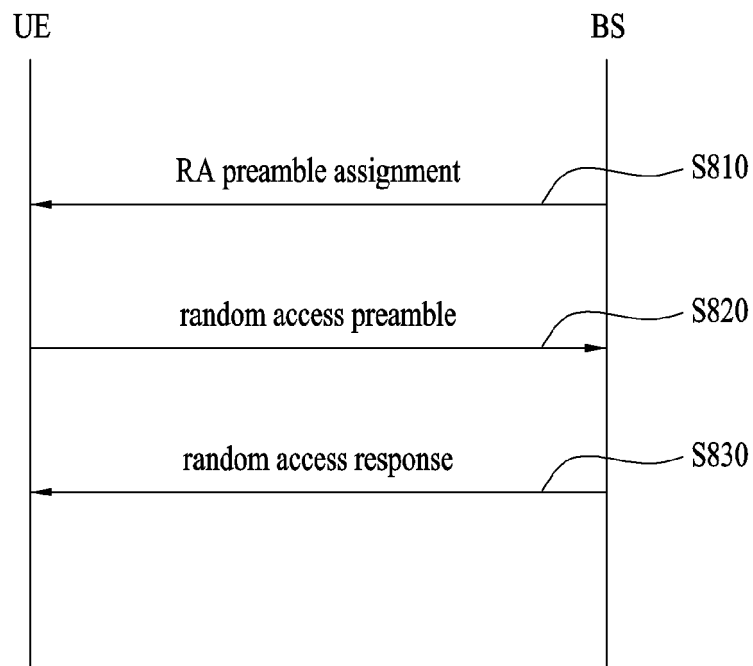 UE
BS
RA preamble assignment
S810
random access preamble
S820
random access response
S830